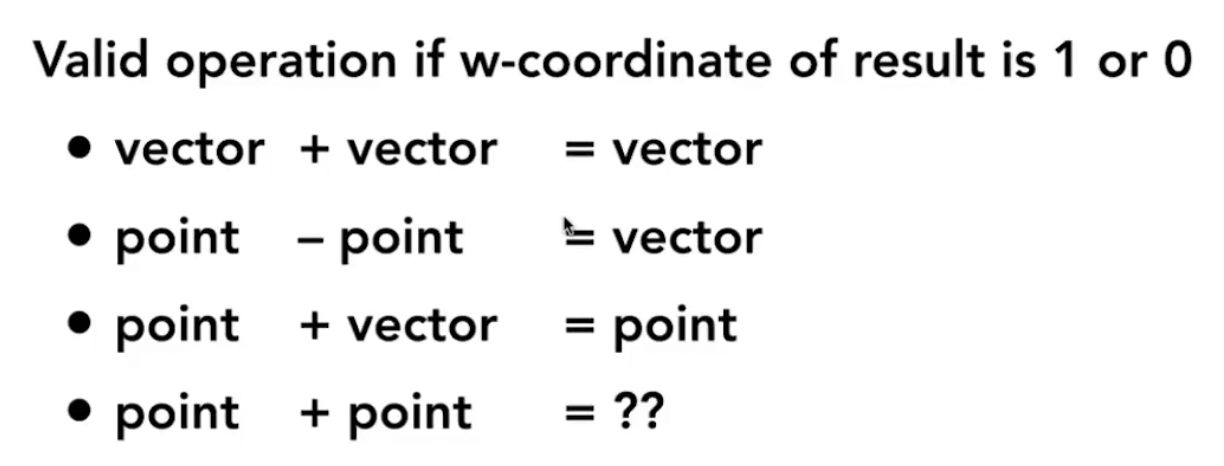 Valid operation if w-coordinate of result is 1 or 0
• vector + vector = vector
• point – point = vector
• point + vector = point
• point + point = ??